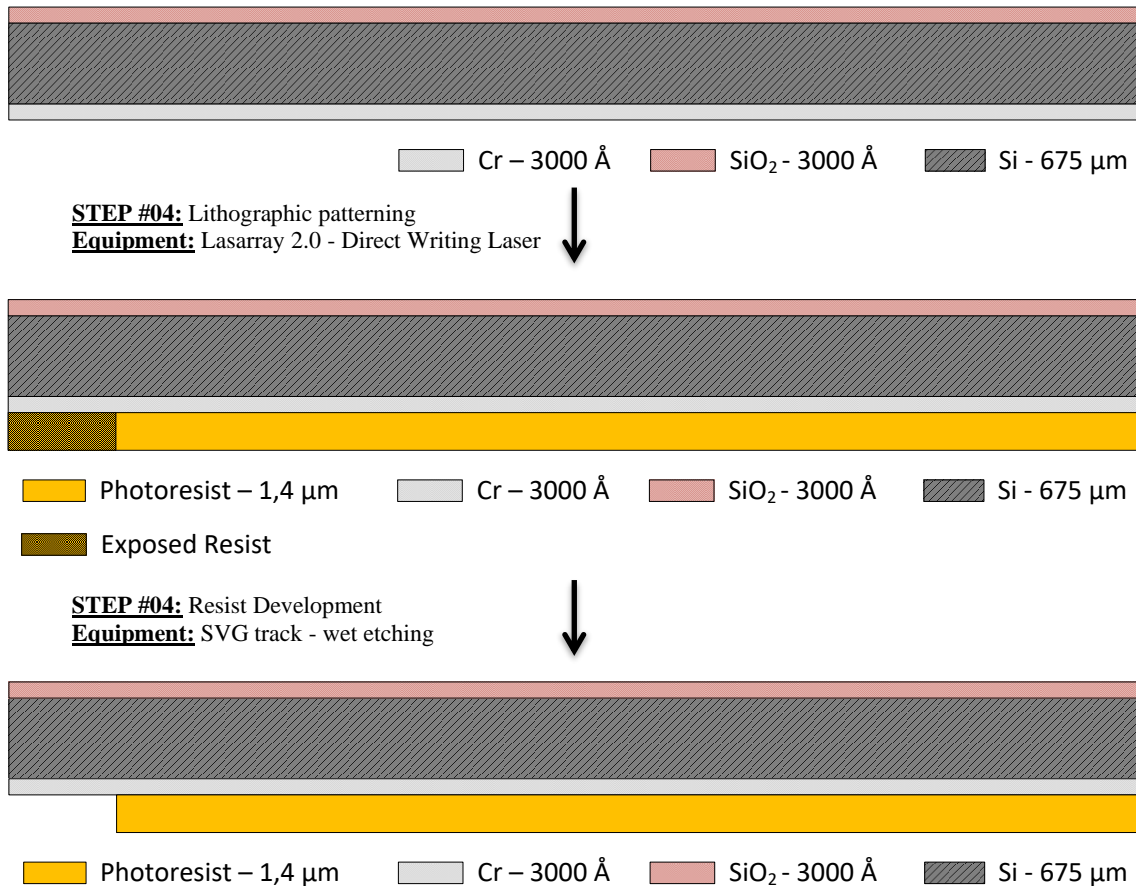 Cr – 3000 Å SiO₂ - 3000 Å Si - 675 µm
STEP #04: Lithographic patterning
Equipment: Lasarray 2.0 - Direct Writing Laser
Photoresist – 1,4 µm Cr – 3000 Å SiO₂ - 3000 Å Si - 675 µm
Exposed Resist
STEP #04: Resist Development
Equipment: SVG track - wet etching
Photoresist – 1,4 µm Cr – 3000 Å SiO₂ - 3000 Å Si - 675 µm